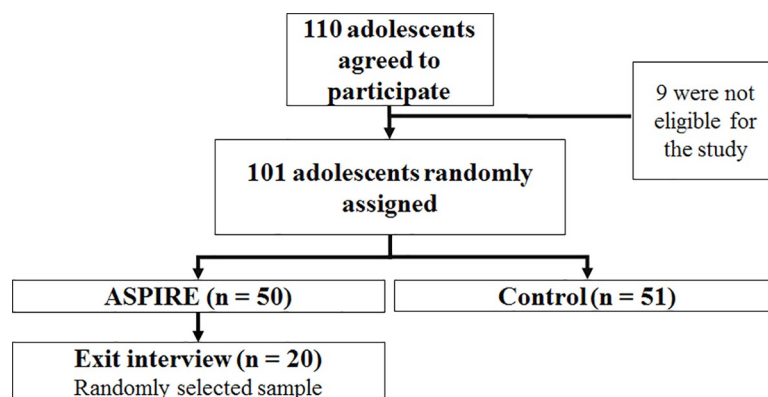 110 adolescents
agreed to
participate
9 were not
eligible for
the study
101 adolescents randomly
assigned
ASPIRE (n = 50)
Control (n = 51)
Exit interview (n = 20)
Randomly selected sample